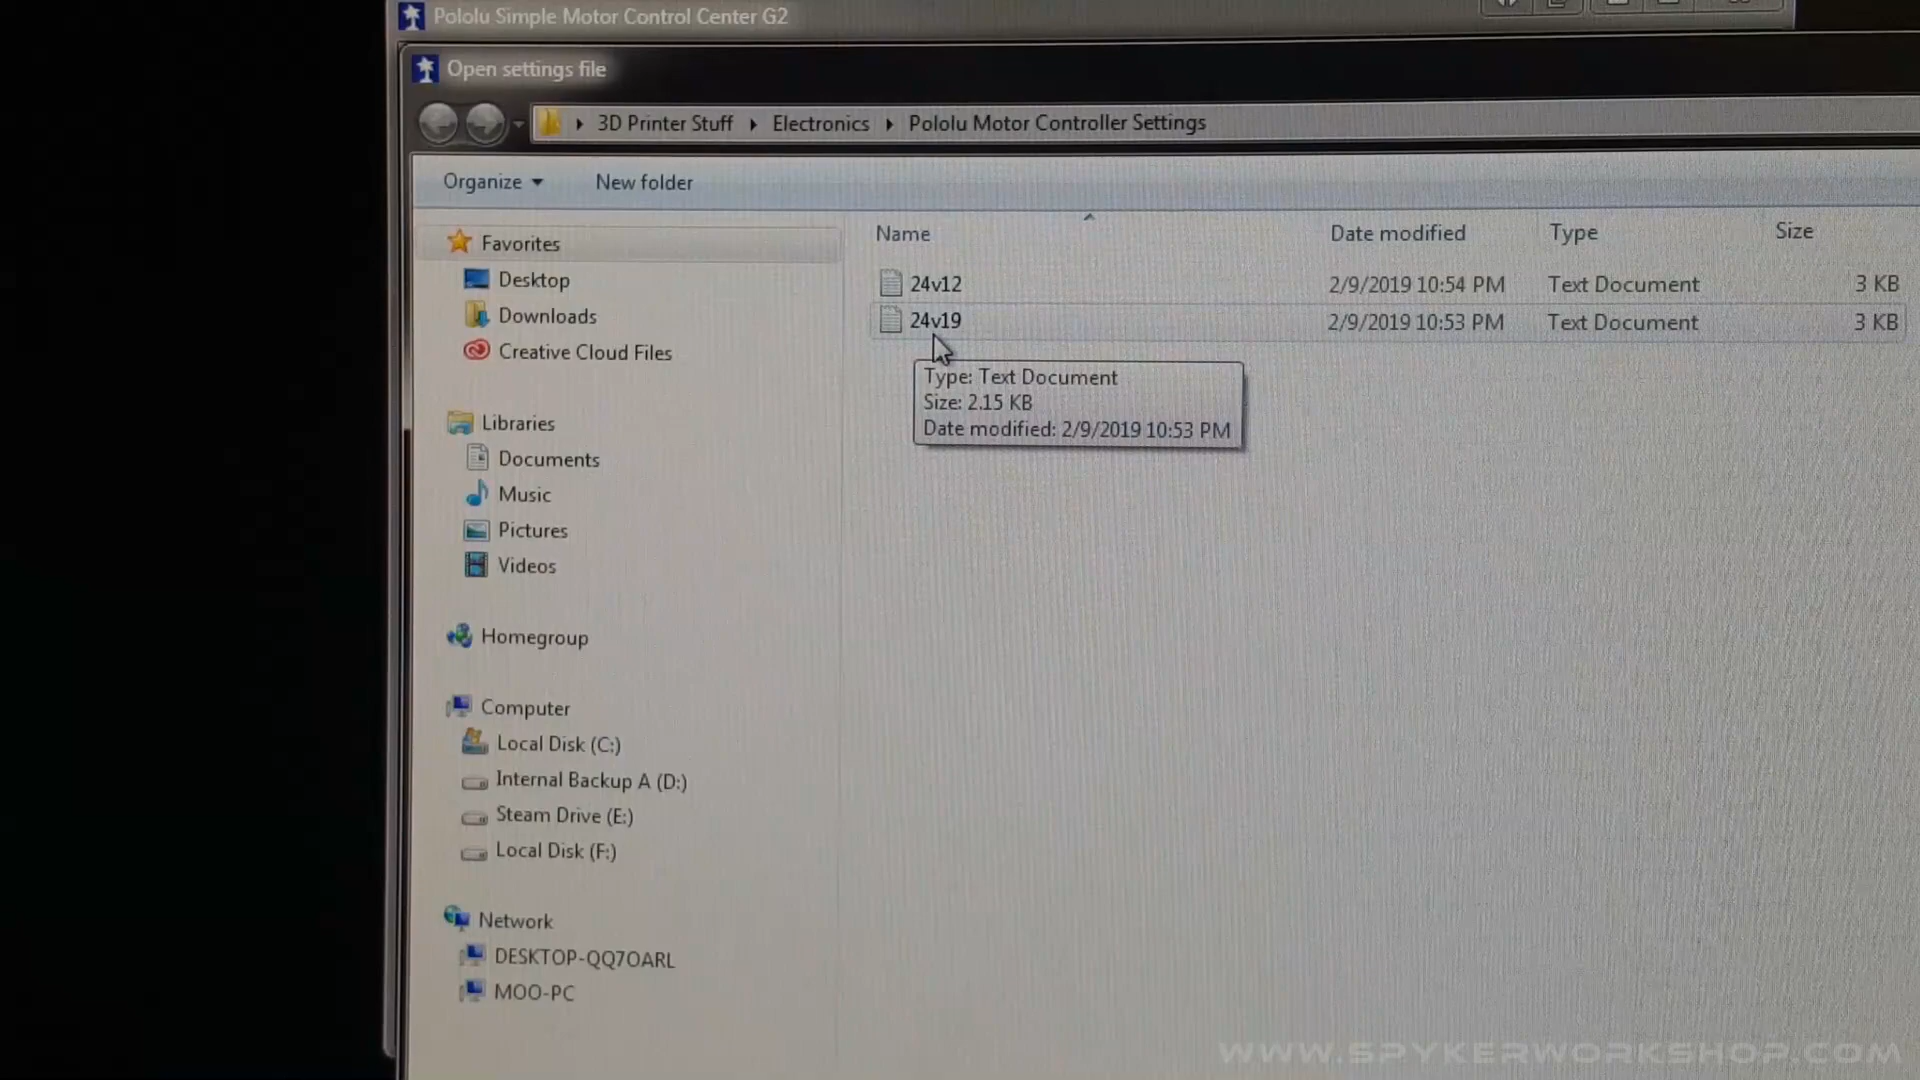 Pololu Simple Motor Control Center G2
Open settings file
3D Printer Stuff Electronics Pololu Motor Controller Settings
Organize New folder
Name Date modified Type Size
24v12 2/9/2019 10:54 PM Text Document 3 KB
24v19 2/9/2019 10:53 PM Text Document 3 KB
Type: Text Document
Size: 2.15 KB
Date modified: 2/9/2019 10:53 PM
Favorites
Desktop
Downloads
Creative Cloud Files
Libraries
Documents
Music
Pictures
Videos
Homegroup
Computer
Local Disk (C:)
Internal Backup A (D:)
Steam Drive (E:)
Local Disk (F:)
Network
DESKTOP-QQ7OARL
MOO-PC
WWW.SPYKERWORKSHOP.COM